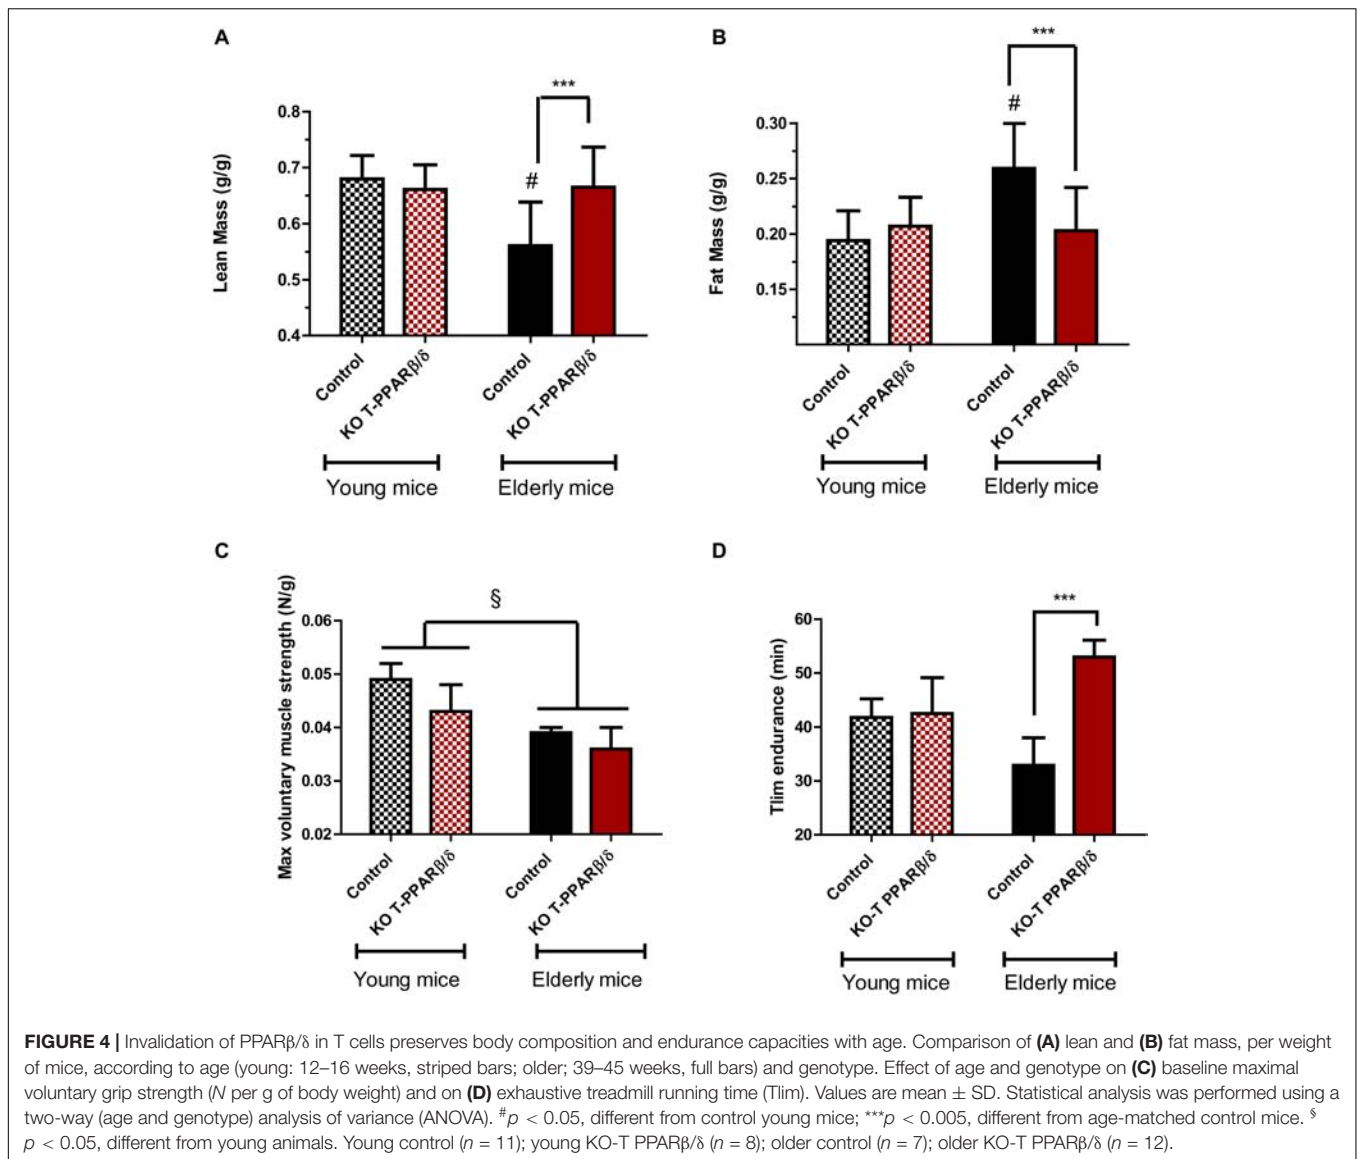 A
Lean Mass (g/g)
0.8
0.7
0.6
0.5
0.4
***
#
Control
KO T-PPARβ/δ
Control
KO T-PPARβ/δ
Young mice
Elderly mice
B
Fat Mass (g/g)
0.30
0.25
0.20
0.15
***
#
Control
KO T-PPARβ/δ
Control
KO T-PPARβ/δ
Young mice
Elderly mice
C
Max voluntary muscle strength (N/g)
0.06
0.05
0.04
0.03
0.02
§
Control
KO T-PPARβ/δ
Control
KO T-PPARβ/δ
Young mice
Elderly mice
D
Tlim endurance (min)
60
50
40
30
20
***
Control
KO-T PPARβ/δ
Control
KO-T PPARβ/δ
Young mice
Elderly mice
FIGURE 4 | Invalidation of PPARβ/δ in T cells preserves body composition and endurance capacities with age. Comparison of (A) lean and (B) fat mass, per weight
of mice, according to age (young: 12–16 weeks, striped bars; older; 39–45 weeks, full bars) and genotype. Effect of age and genotype on (C) baseline maximal
voluntary grip strength (N per g of body weight) and on (D) exhaustive treadmill running time (Tlim). Values are mean ± SD. Statistical analysis was performed using a
two-way (age and genotype) analysis of variance (ANOVA). #p < 0.05, different from control young mice; ***p < 0.005, different from age-matched control mice. §
p < 0.05, different from young animals. Young control (n = 11); young KO-T PPARβ/δ (n = 8); older control (n = 7); older KO-T PPARβ/δ (n = 12).